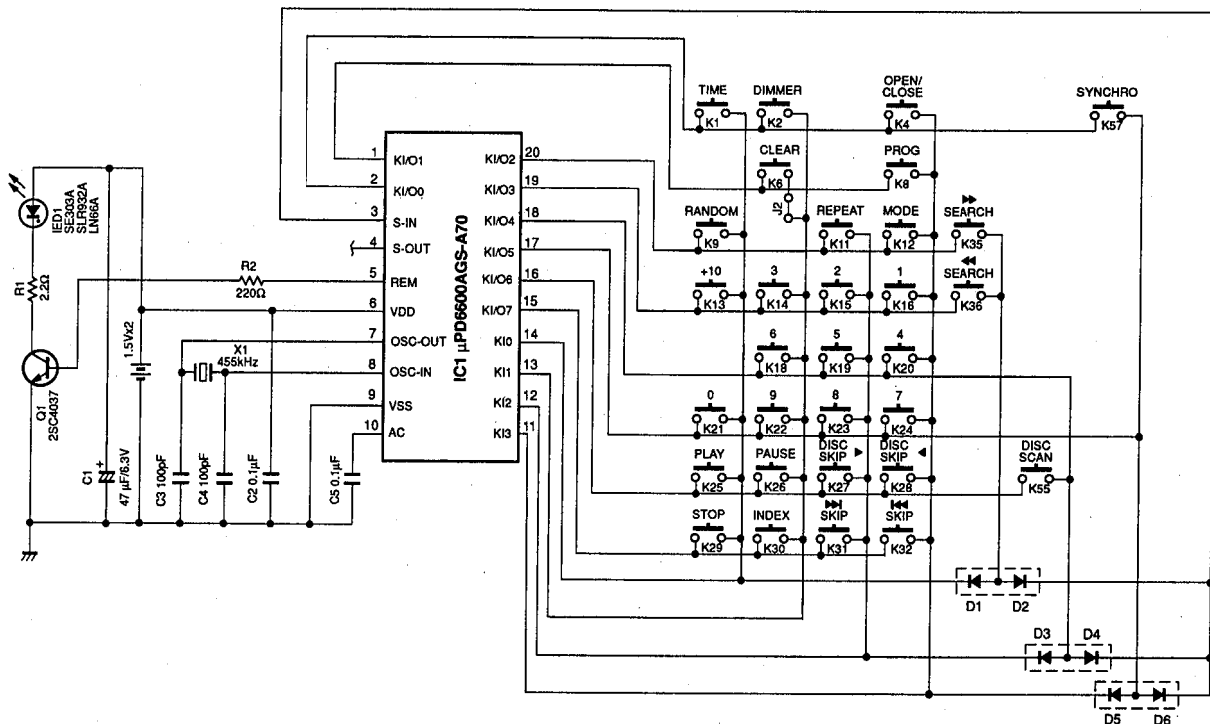 TIME
DIMMER
OPEN/
CLOSE
SYNCHRO
K1
K2
K4
K57
CLEAR
PROG
K6
K8
J2
RANDOM
REPEAT
MODE
SEARCH
K9
K11
K12
K35
SEARCH
+10
3
2
1
K13
K14
K15
K16
K36
6
5
4
K18
K19
K20
0
9
8
7
K21
K22
K23
K24
PLAY
PAUSE
DISC
SKIP
DISC
SKIP
DISC
SCAN
K25
K26
K27
K28
K55
STOP
INDEX
SKIP
SKIP
K29
K30
K31
K32
D1
D2
D3
D4
D5
D6
IC1 µPD6600AGS-A70
1
KI/O1
2
KI/O0
3
S-IN
4
S-OUT
5
REM
6
VDD
7
OSC-OUT
8
OSC-IN
9
VSS
10
AC
KI/O2
20
KI/O3
19
KI/O4
18
KI/O5
17
KI/O6
16
KI/O7
15
KI0
14
KI1
13
KI2
12
KI3
11
IED1
SE303A
SLR932A
LN66A
R1
2.2Ω
R2
220Ω
Q1
2SC4037
1.5Vx2
X1
455kHz
C1
+
47 µF/6.3V
C3 100pF
C4 100pF
C2 0.1µF
C5 0.1µF